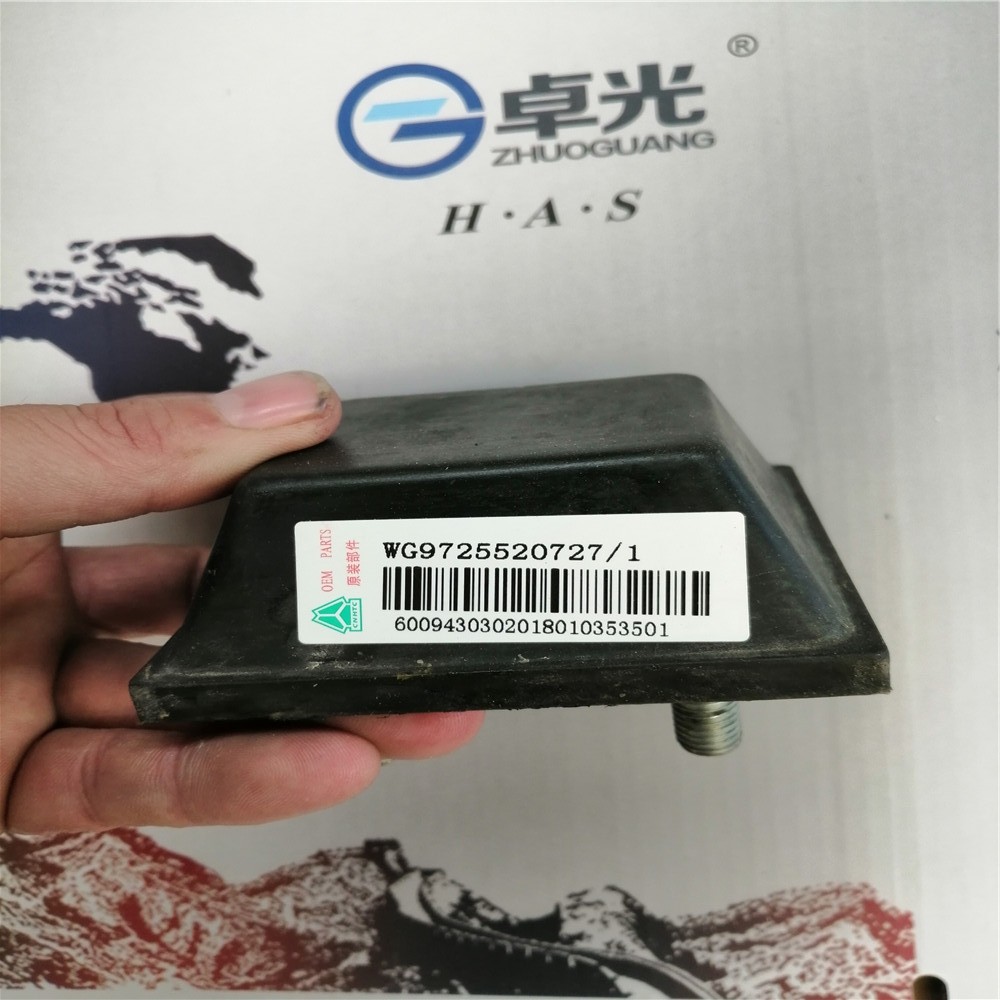 ®
卓光
ZHUOGUANG
H·A·S
OEM PARTS
原装部件
CNHTC
WG9725520727/1
6009430302018010353501